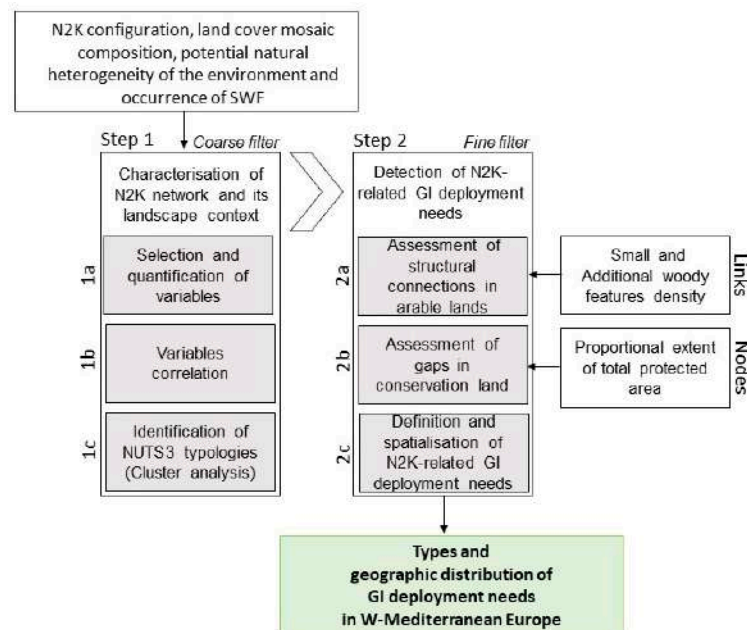 N2K configuration, land cover mosaic
composition, potential natural
heterogeneity of the environment and
occurrence of SWF
Step 1
Coarse filter
Characterisation of
N2K network and its
landscape context
1a
Selection and
quantification of
variables
1b
Variables
correlation
1c
Identification of
NUTS3 typologies
(Cluster analysis)
Step 2
Fine filter
Detection of N2K-
related GI deployment
needs
2a
Assessment of
structural
connections in
arable lands
Small and
Additional woody
features density
Links
2b
Assessment of
gaps in
conservation land
Proportional extent
of total protected
area
Nodes
2c
Definition and
spatialisation of
N2K-related GI
deployment needs
Types and
geographic distribution of
GI deployment needs
in W-Mediterranean Europe